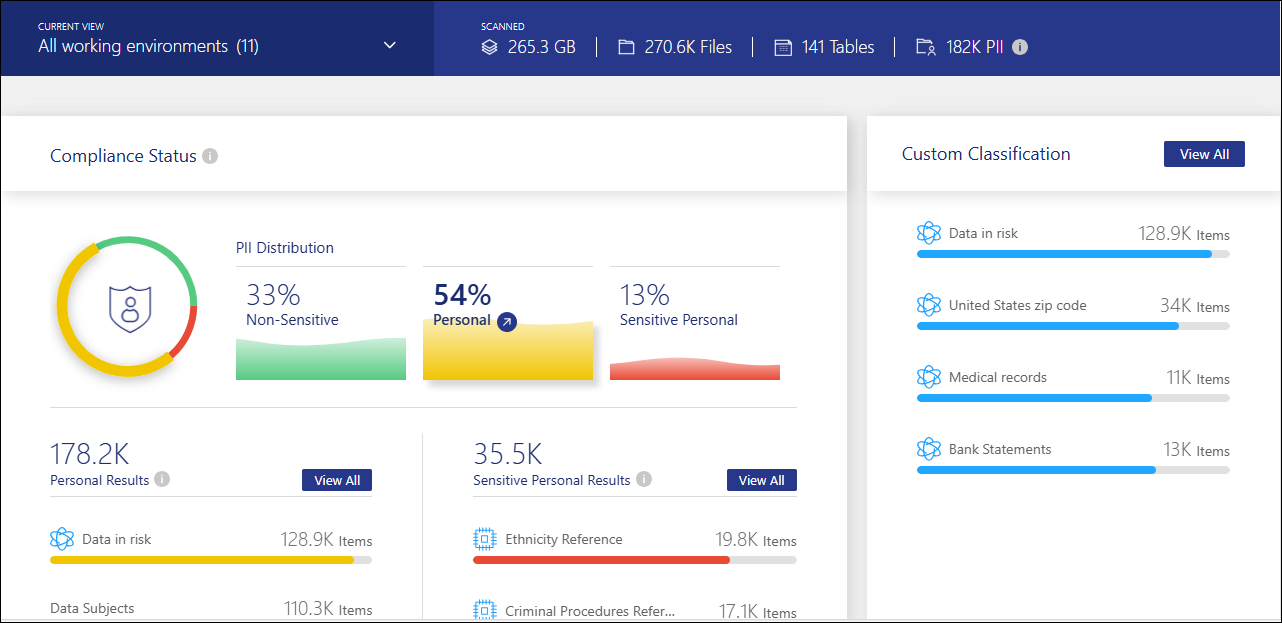 CURRENT VIEW
All working environments (11)
SCANNED
265.3 GB
270.6K Files
141 Tables
182K PII
Compliance Status
PII Distribution
33%
Non-Sensitive
54%
Personal
13%
Sensitive Personal
178.2K
Personal Results
View All
Data in risk 128.9K Items
Data Subjects 110.3K Items
35.5K
Sensitive Personal Results
View All
Ethnicity Reference 19.8K Items
Criminal Procedures Refer... 17.1K Items
Custom Classification
View All
Data in risk 128.9K Items
United States zip code 34K Items
Medical records 11K Items
Bank Statements 13K Items